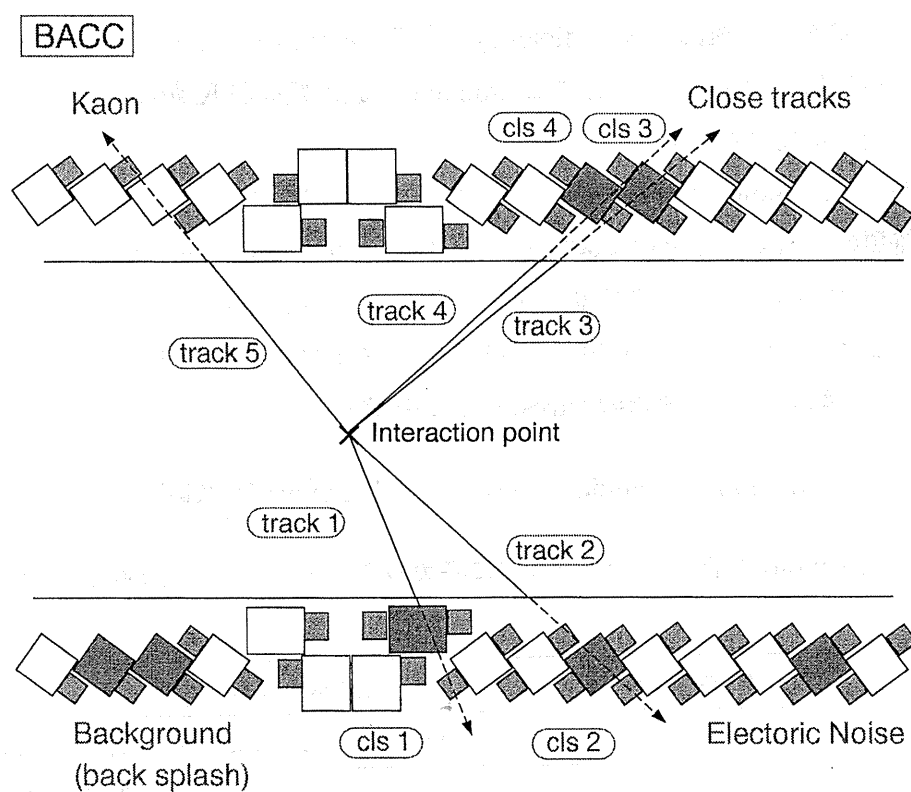 BACC
Kaon
Close tracks
cls 4
cls 3
track 4
track 3
track 5
Interaction point
track 1
track 2
Background
(back splash)
cls 1
cls 2
Electoric Noise